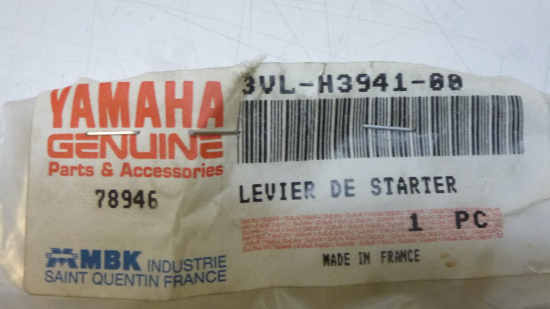 YAMAHA
GENUINE
Parts & Accessories
78946
MBK INDUSTRIE
SAINT QUENTIN FRANCE
3VL-H3941-00
LEVIER DE STARTER
1 PC
MADE IN FRANCE